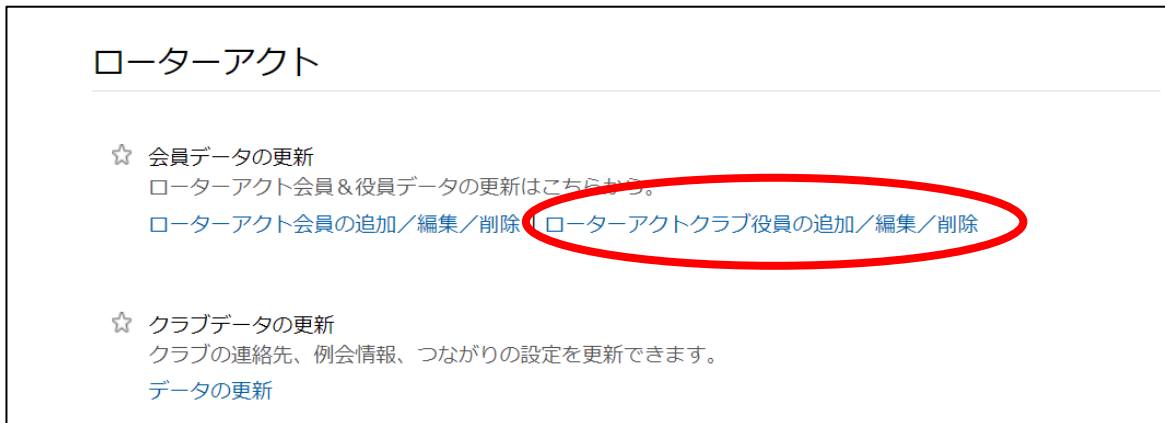 ローターアクト
会員データの更新
ローターアクト会員＆役員データの更新はこちらから。
ローターアクト会員の追加／編集／削除 | ローターアクトクラブ役員の追加／編集／削除
クラブデータの更新
クラブの連絡先、例会情報、つながりの設定を更新できます。
データの更新